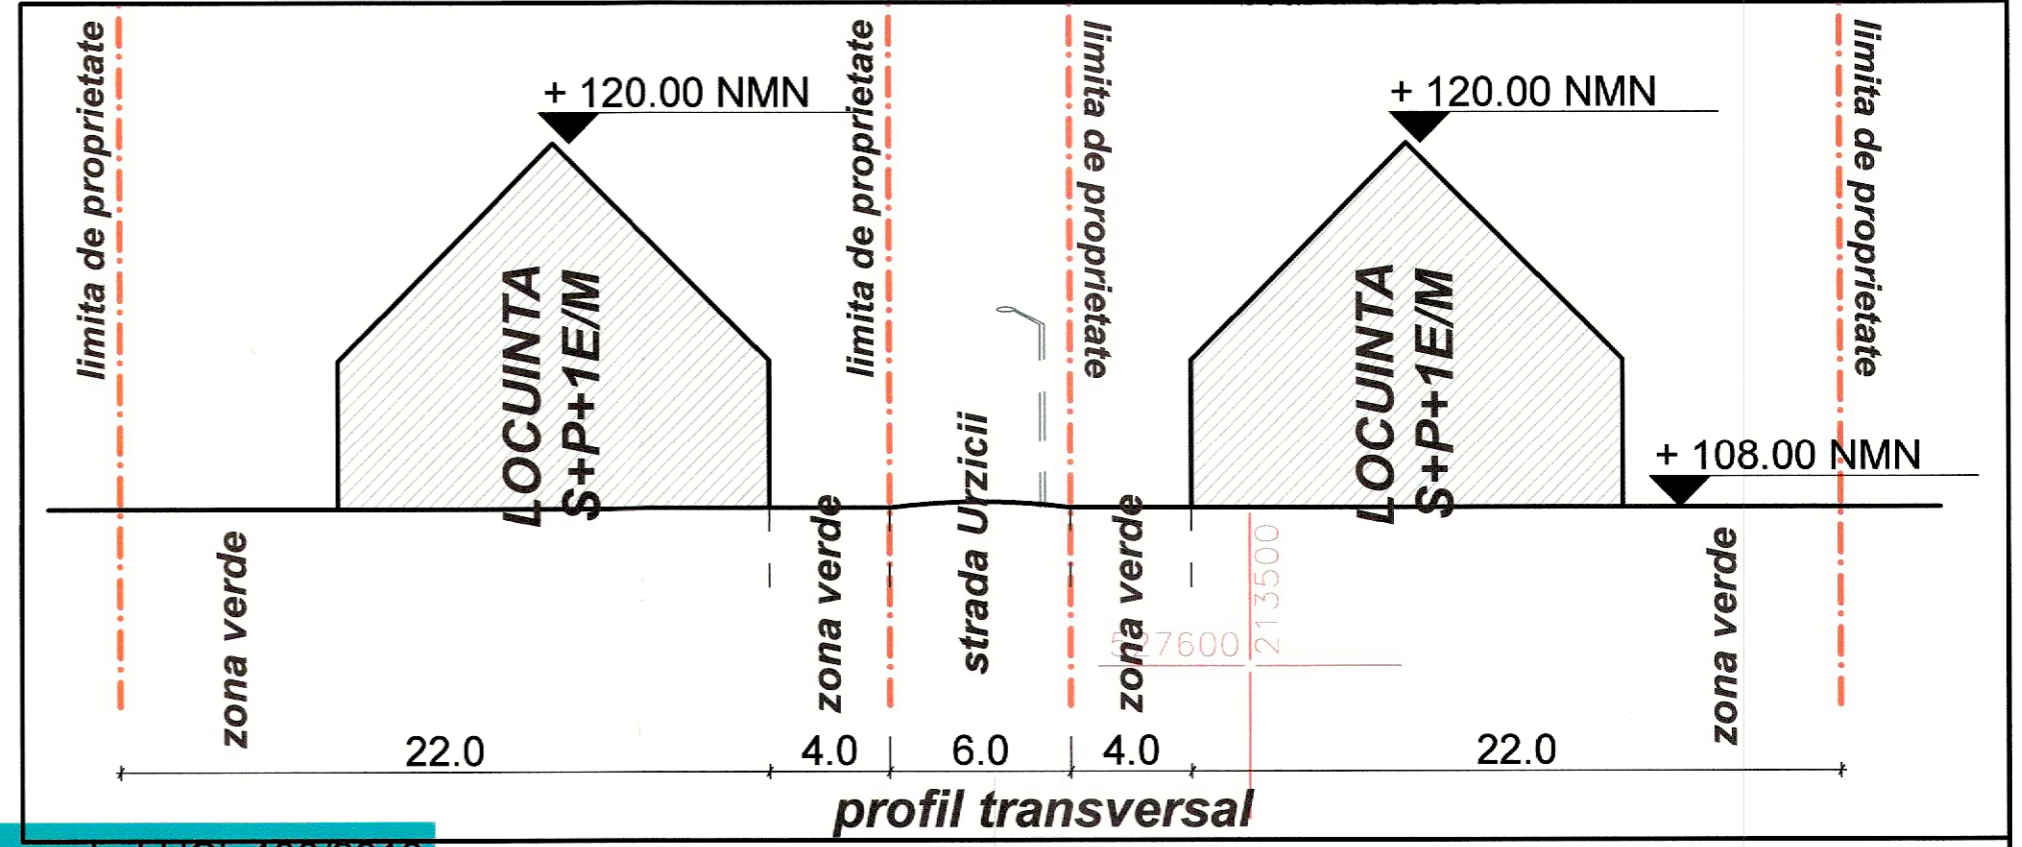 limita de proprietate
+ 120.00 NMN
limita de proprietate
limita de proprietate
+ 120.00 NMN
limita de proprietate
LOCUINTA
S+P+1E/M
LOCUINTA
S+P+1E/M
+ 108.00 NMN
zona verde
zona verde
strada Urzicii
zona verde
527600
213500
zona verde
22.0
4.0
6.0
4.0
22.0
profil transversal